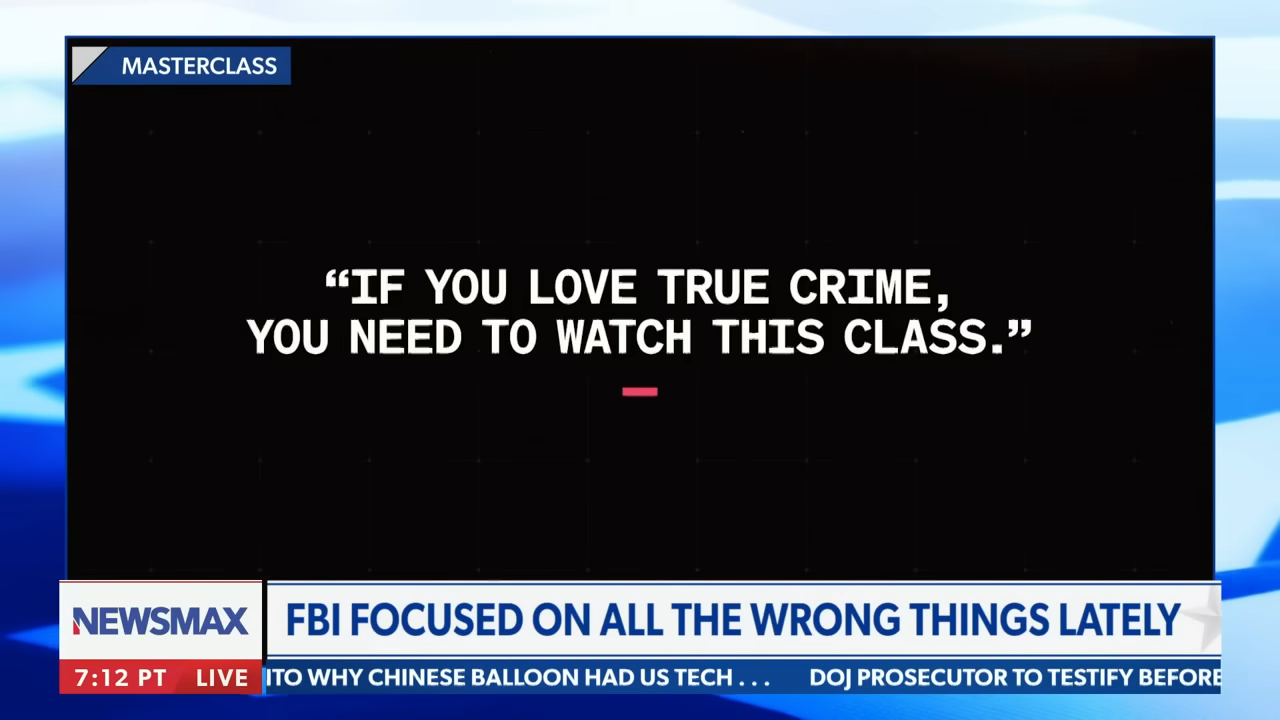 MASTERCLASS
“IF YOU LOVE TRUE CRIME,
YOU NEED TO WATCH THIS CLASS.”
NEWSMAX
FBI FOCUSED ON ALL THE WRONG THINGS LATELY
7:12 PT LIVE
ITO WHY CHINESE BALLOON HAD US TECH . . . DOJ PROSECUTOR TO TESTIFY BEFORE